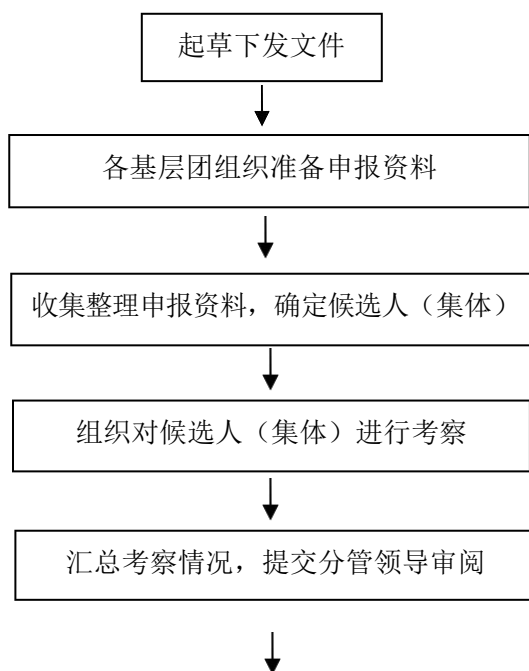 起草下发文件
各基层团组织准备申报资料
收集整理申报资料，确定候选人（集体）
组织对候选人（集体）进行考察
汇总考察情况，提交分管领导审阅